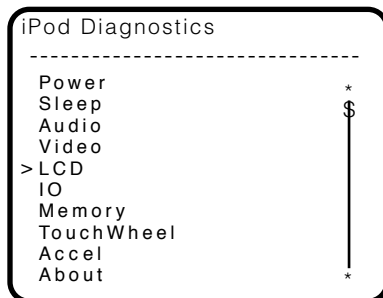 iPod Diagnostics
--------------------------------
Power *
Sleep $
Audio
Video
>LCD
IO
Memory
TouchWheel
Accel
About *